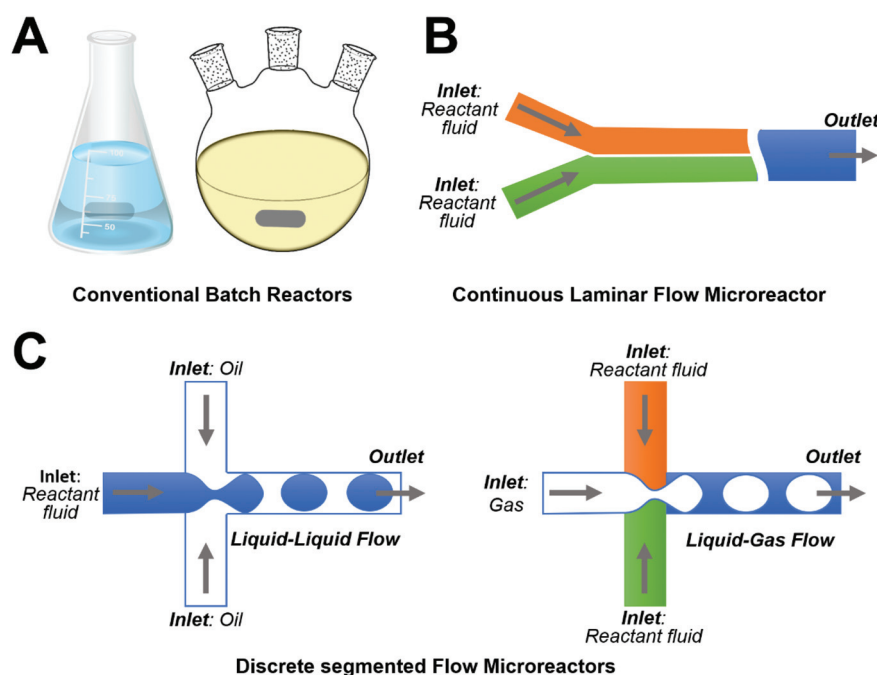 A
100
75
50
Conventional Batch Reactors
B
Inlet:
Reactant
fluid
Inlet:
Reactant
fluid
Outlet
Continuous Laminar Flow Microreactor
C
Inlet: Oil
Inlet:
Reactant
fluid
Outlet
Liquid-Liquid Flow
Inlet: Oil
Inlet:
Reactant fluid
Inlet:
Gas
Outlet
Liquid-Gas Flow
Inlet:
Reactant fluid
Discrete segmented Flow Microreactors